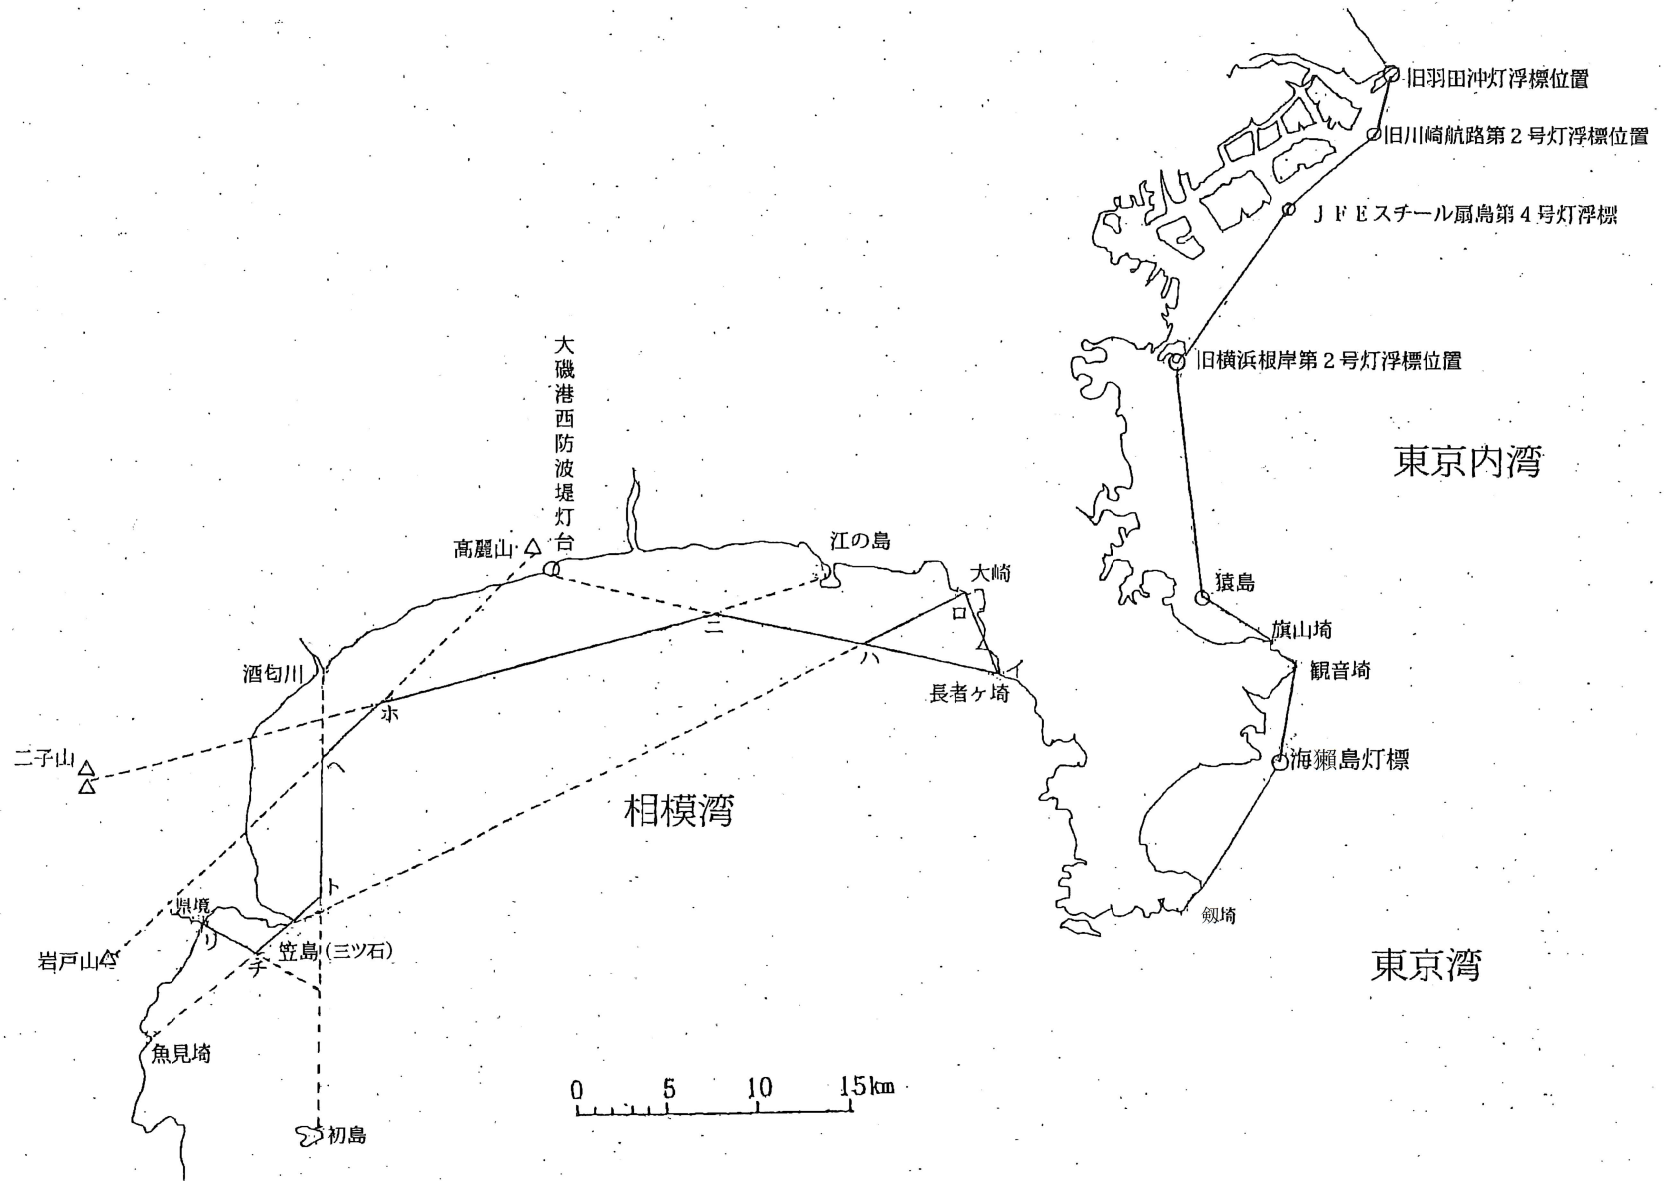 旧羽田沖灯浮標位置
旧川崎航路第２号灯浮標位置
ＪＦＥスチール扇島第４号灯浮標
旧横浜根岸第２号灯浮標位置
東京内湾
猿島
旗山埼
観音埼
海獺島灯標
剱埼
東京湾
大磯港西防波堤灯台
高麗山
江の島
大崎
ロ
イ
長者ヶ埼
ハ
ニ
酒匂川
ホ
ヘ
二子山
相模湾
ト
県境
リ
岩戸山
笠島(三ツ石)
チ
魚見埼
初島
0 5 10 15km